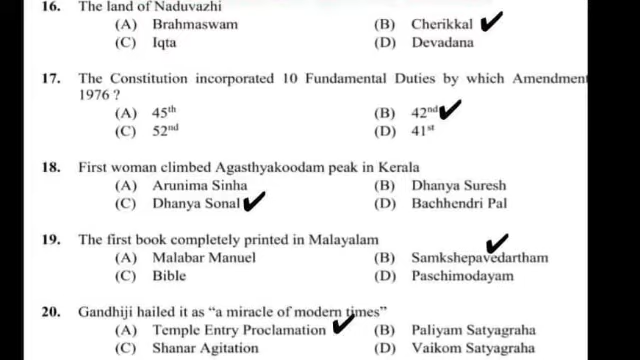 16. The land of Naduvazhi
(A) Brahmaswam (B) Cherikkal
(C) Iqta (D) Devadana
17. The Constitution incorporated 10 Fundamental Duties by which Amendment
1976 ?
(A) 45th (B) 42nd
(C) 52nd (D) 41st
18. First woman climbed Agasthyakoodam peak in Kerala
(A) Arunima Sinha (B) Dhanya Suresh
(C) Dhanya Sonal (D) Bachhendri Pal
19. The first book completely printed in Malayalam
(A) Malabar Manuel (B) Samkshepavedartham
(C) Bible (D) Paschimodayam
20. Gandhiji hailed it as “a miracle of modern times”
(A) Temple Entry Proclamation (B) Paliyam Satyagraha
(C) Shanar Agitation (D) Vaikom Satyagraha